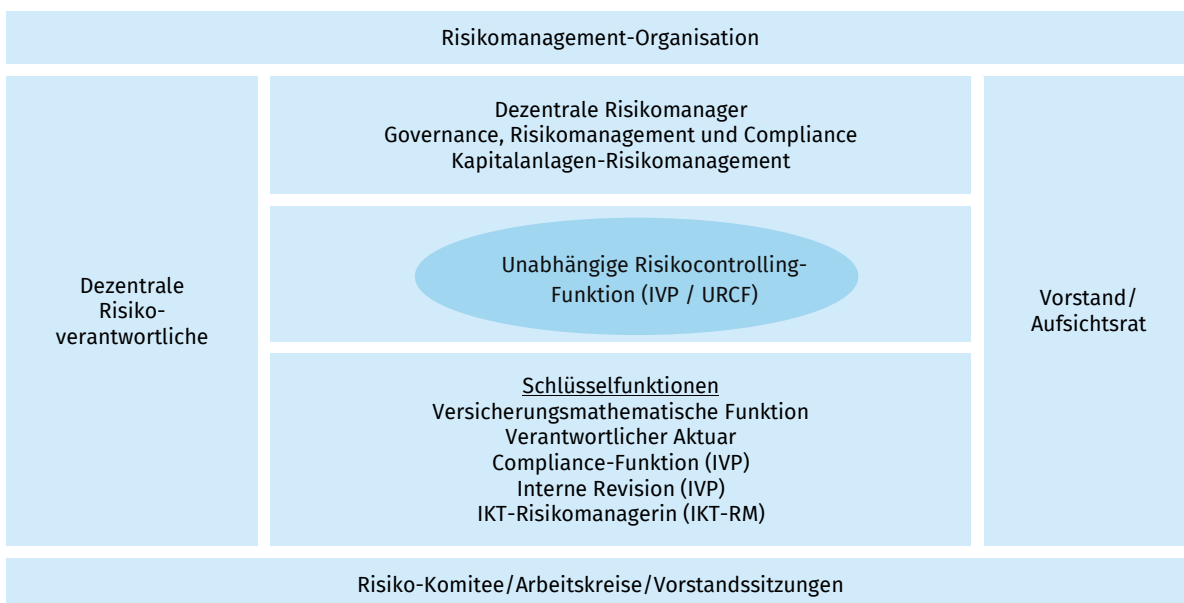 Risikomanagement-Organisation
Dezentrale
Risiko-
verantwortliche
Dezentrale Risikomanager
Governance, Risikomanagement und Compliance
Kapitalanlagen-Risikomanagement
Unabhängige Risikocontrolling-
Funktion (IVP / URCF)
Schlüsselfunktionen
Versicherungsmathematische Funktion
Verantwortlicher Aktuar
Compliance-Funktion (IVP)
Interne Revision (IVP)
IKT-Risikomanagerin (IKT-RM)
Vorstand/
Aufsichtsrat
Risiko-Komitee/Arbeitskreise/Vorstandssitzungen